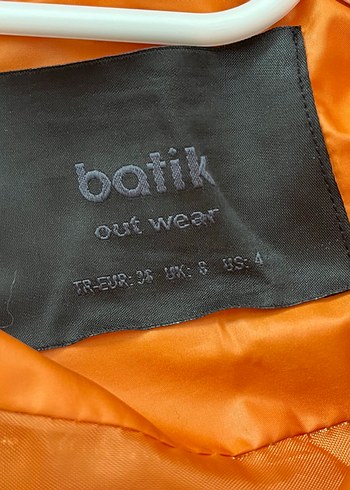 batik
out wear
TR-EUR: 36 UK: 8 US: 4